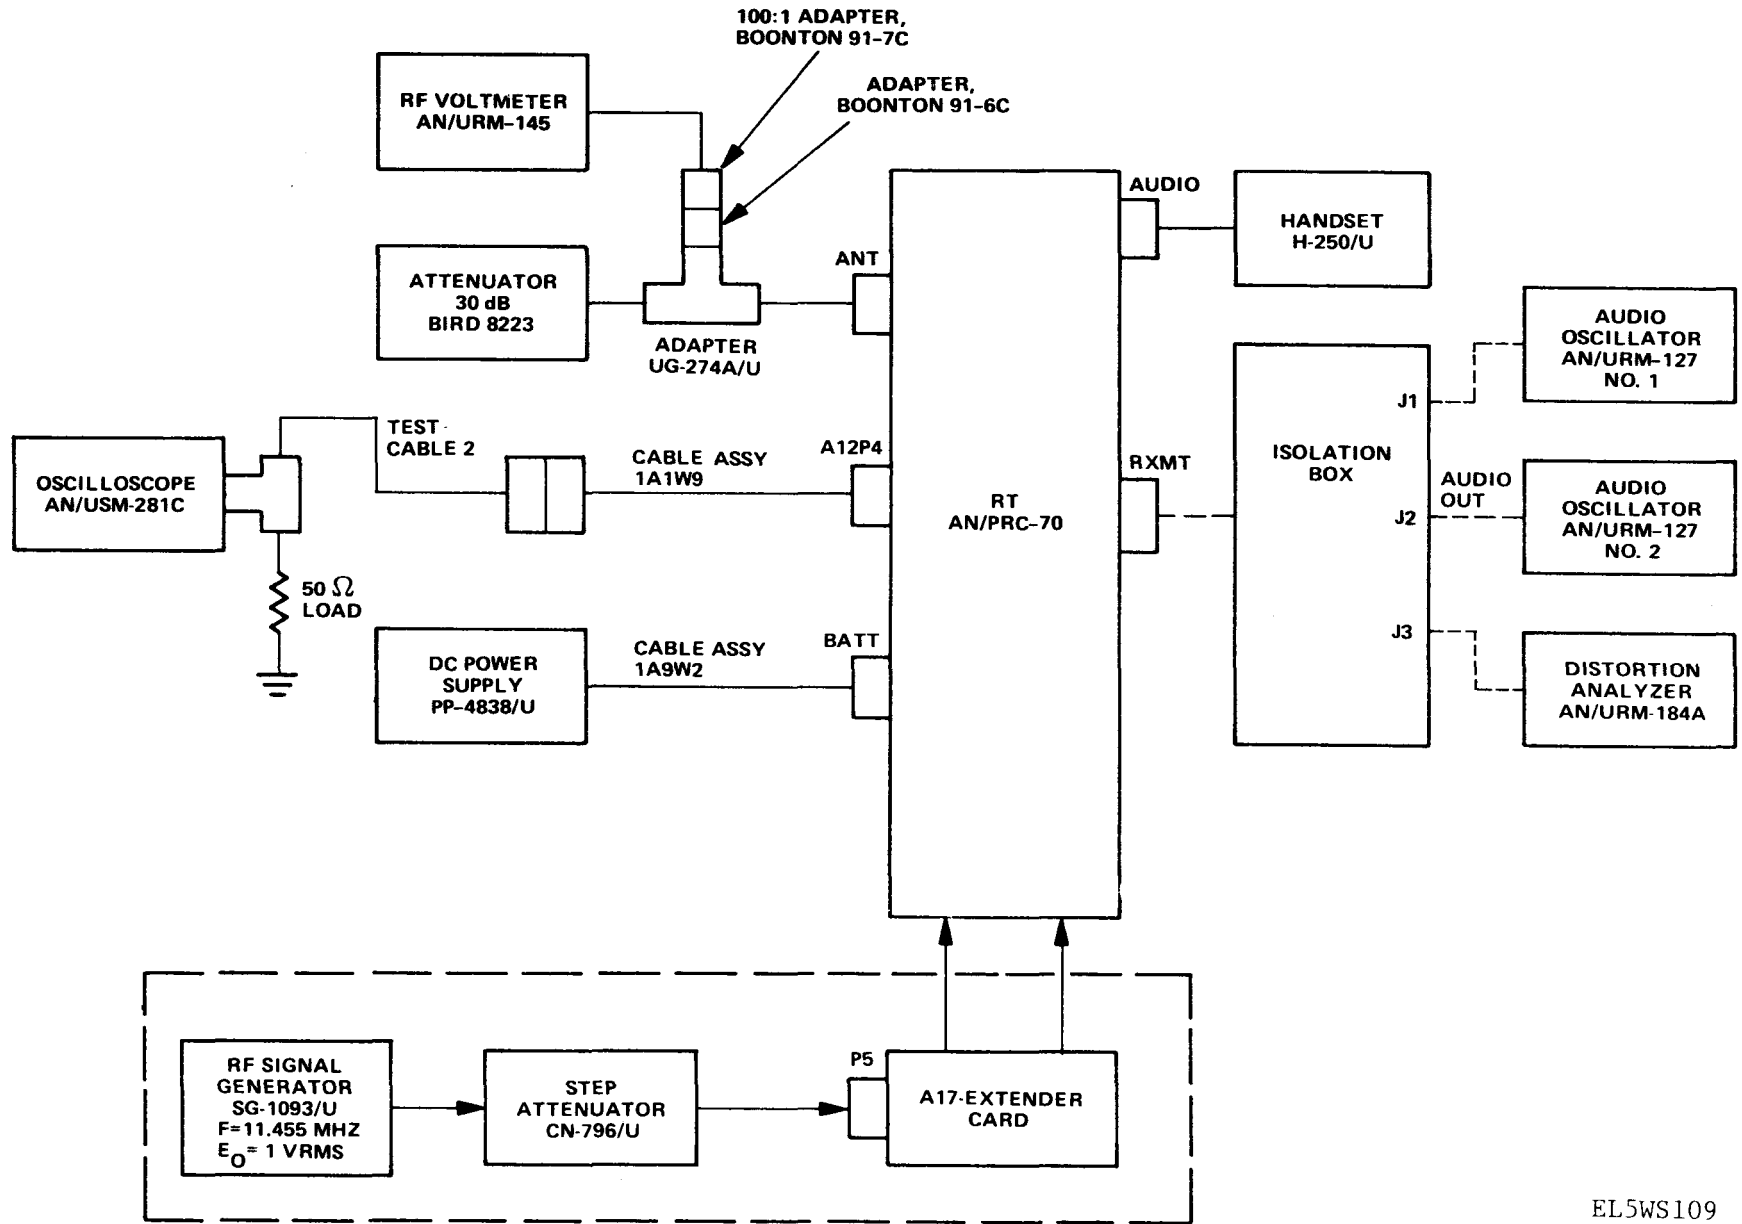 100:1 ADAPTER,
BOONTON 91-7C
ADAPTER,
BOONTON 91-6C
RF VOLTMETER
AN/URM-145
ATTENUATOR
30 dB
BIRD 8223
ADAPTER
UG-274A/U
ANT
AUDIO
HANDSET
H-250/U
AUDIO
OSCILLATOR
AN/URM-127
NO. 1
J1
OSCILLOSCOPE
AN/USM-281C
TEST
CABLE 2
CABLE ASSY
1A1W9
A12P4
RT
AN/PRC-70
RXMT
ISOLATION
BOX
J2
AUDIO
OUT
AUDIO
OSCILLATOR
AN/URM-127
NO. 2
50 Ω
LOAD
DC POWER
SUPPLY
PP-4838/U
CABLE ASSY
1A9W2
BATT
J3
DISTORTION
ANALYZER
AN/URM-184A
RF SIGNAL
GENERATOR
SG-1093/U
F=11.455 MHZ
EO= 1 VRMS
STEP
ATTENUATOR
CN-796/U
P5
A17-EXTENDER
CARD
EL5WS109